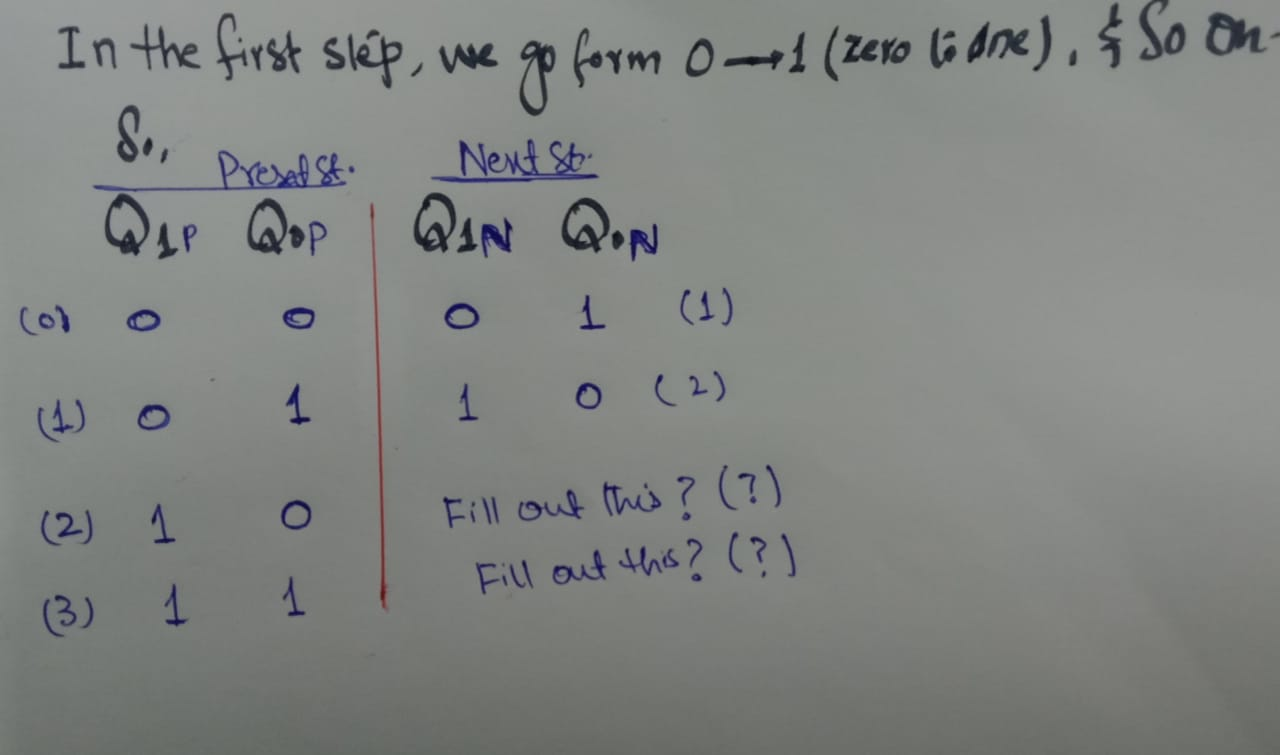 In the first step, we go form 0→1 (zero to one). & So on-
So,
Present St. Next St.
Q1P Q0P Q1N Q0N
(0) 0 0 0 1 (1)
(1) 0 1 1 0 (2)
(2) 1 0 Fill out this? (?)
(3) 1 1 Fill out this? (?)